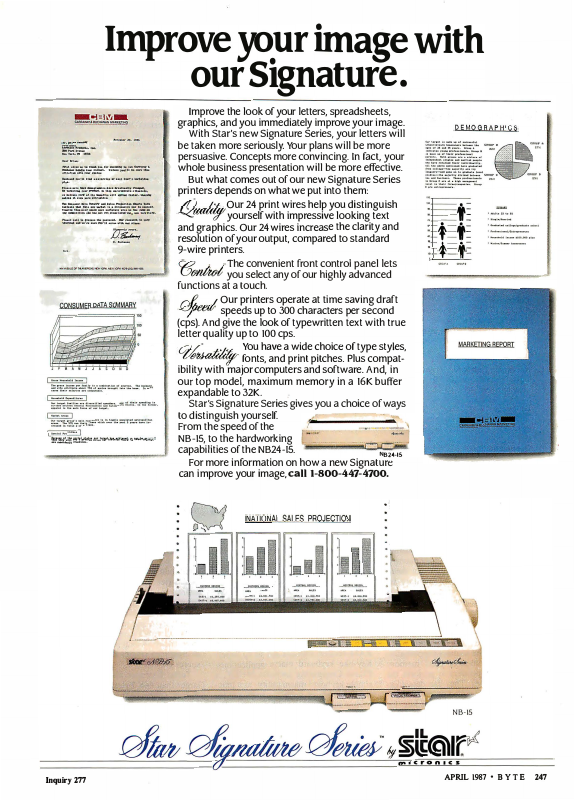 Improve your image with
our Signature.
CBM
Improve the look of your letters, spreadsheets,
graphics, and you immediately improve your image.
With Star's new Signature Series, your letters will
be taken more seriously. Your plans will be more
persuasive. Concepts more convincing. In fact, your
whole business presentation will be more effective.
But what comes out of our new Signature Series
printers depends on what we put into them:
Quality Our 24 print wires help you distinguish
yourself with impressive looking text
and graphics. Our 24 wires increase the clarity and
resolution of your output, compared to standard
9-wire printers.
Control The convenient front control panel lets
you select any of our highly advanced
functions at a touch.
Speed Our printers operate at time saving draft
speeds up to 300 characters per second
(cps). And give the look of typewritten text with true
letter quality up to 100 cps.
Versatility You have a wide choice of type styles,
fonts, and print pitches. Plus compat-
ibility with major computers and software. And, in
our top model, maximum memory in a 16K buffer
expandable to 32K.
Star's Signature Series gives you a choice of ways
to distinguish yourself.
From the speed of the
NB-15, to the hardworking
capabilities of the NB24-15.
NB24-15
For more information on how a new Signature
can improve your image, call 1-800-447-4700.
DEMOGRAPHICS
CONSUMER DATA SUMMARY
MARKETING REPORT
CBM
NATIONAL SALES PROJECTION
star NB-15
Signature Series
NB-15
Star Signature Series™ by star
micronics
Inquiry 277
APRIL 1987 • BYTE 247